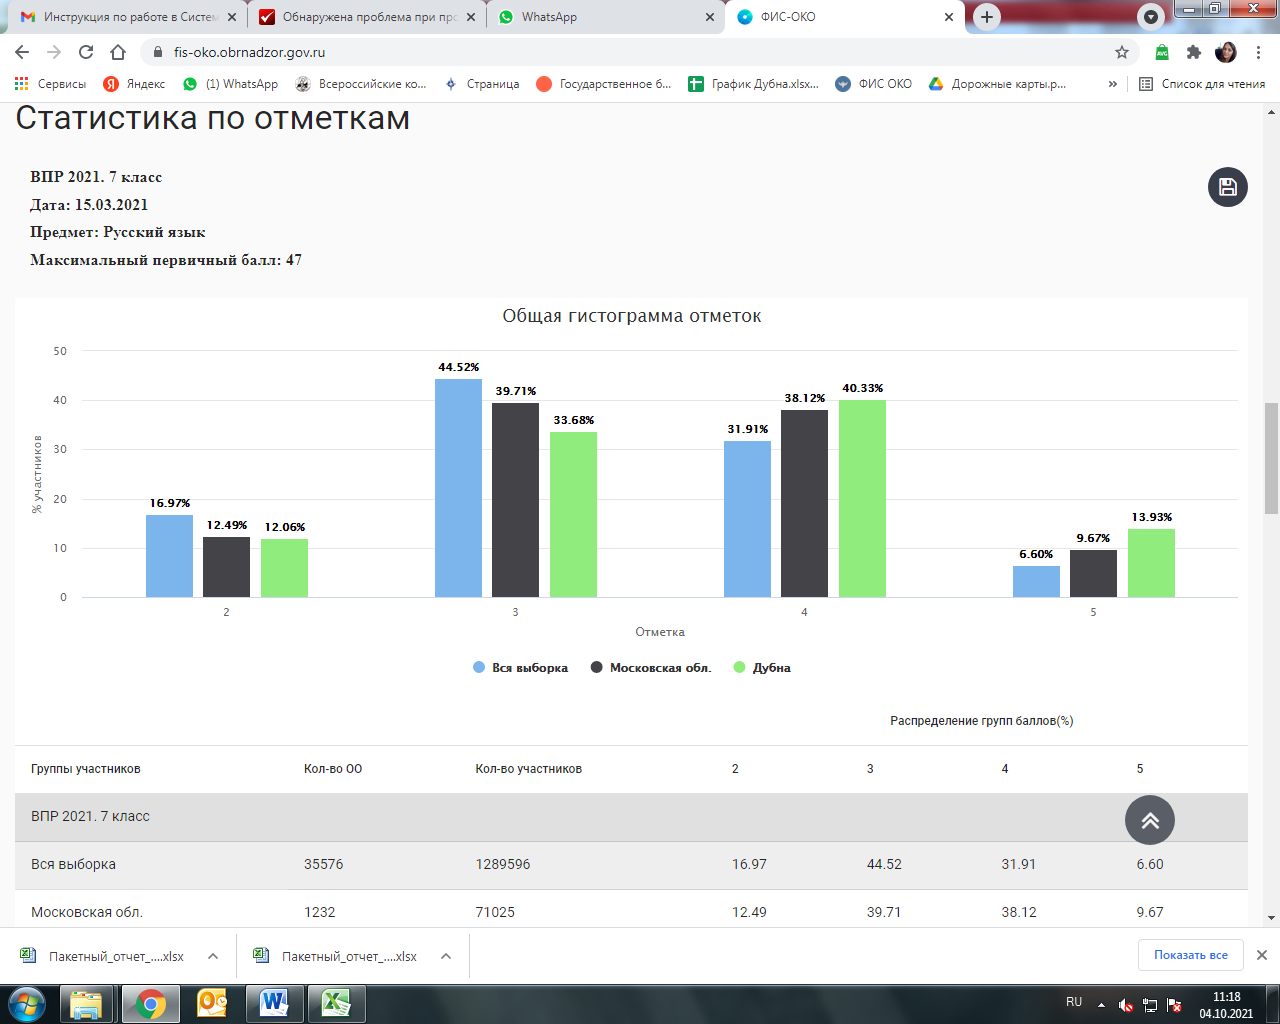 Инструкция по работе в Систем
Обнаружена проблема при про
WhatsApp
ФИС-ОКО
fis-oko.obrnadzor.gov.ru
Сервисы
Яндекс
(1) WhatsApp
Всероссийские ко...
Страница
Государственное б...
График Дубна.xlsx...
ФИС ОКО
Дорожные карты.р...
»
Список для чтения
Статистика по отметкам
ВПР 2021. 7 класс
Дата: 15.03.2021
Предмет: Русский язык
Максимальный первичный балл: 47
Общая гистограмма отметок
% участников
50
40
30
20
10
0
16.97%
12.49%
12.06%
44.52%
39.71%
33.68%
31.91%
38.12%
40.33%
6.60%
9.67%
13.93%
2 3 4 5
Отметка
Вся выборка Московская обл. Дубна
Распределение групп баллов(%)
Группы участников Кол-во ОО Кол-во участников 2 3 4 5
ВПР 2021. 7 класс
Вся выборка 35576 1289596 16.97 44.52 31.91 6.60
Московская обл. 1232 71025 12.49 39.71 38.12 9.67
Пакетный_отчет_....xlsx
Пакетный_отчет_....xlsx
Показать все
RU
11:18
04.10.2021